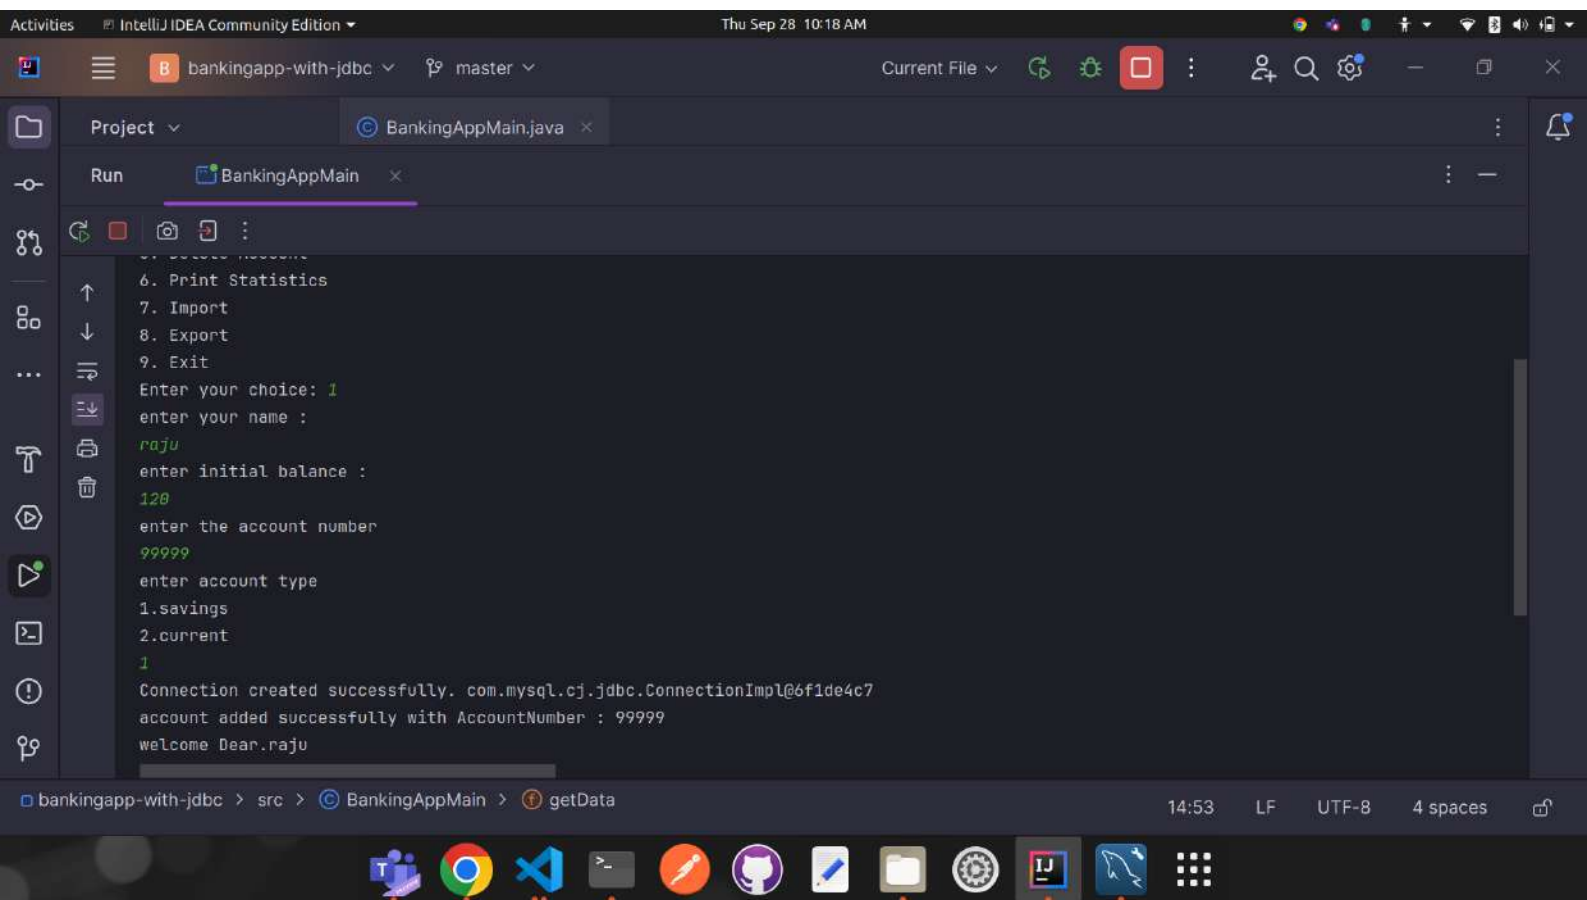 Activities IntelliJ IDEA Community Edition Thu Sep 28 10:18 AM
B bankingapp-with-jdbc master Current File
Project BankingAppMain.java
Run BankingAppMain
6. Print Statistics
7. Import
8. Export
9. Exit
Enter your choice: 1
enter your name :
raju
enter initial balance :
120
enter the account number
99999
enter account type
1.savings
2.current
1
Connection created successfully. com.mysql.cj.jdbc.ConnectionImpl@6f1de4c7
account added successfully with AccountNumber : 99999
welcome Dear.raju
bankingapp-with-jdbc > src > BankingAppMain > getData 14:53 LF UTF-8 4 spaces